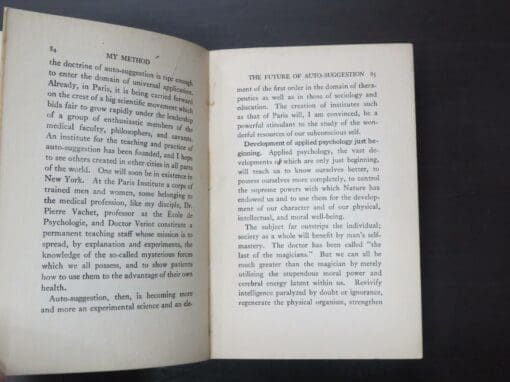 84 MY METHOD
the doctrine of auto-suggestion is ripe enough
to enter the domain of universal application.
Already, in Paris, it is being carried forward
on the crest of a big scientific movement which
bids fair to grow rapidly under the leadership
of a group of enthusiastic members of the
medical faculty, philosophers, and savants.
An institute for the teaching and practice of
auto-suggestion has been founded, and I hope
to see others created in other cities in all parts
of the world. One will soon be in existence in
New York. At the Paris Institute a corps of
trained men and women, some belonging to
the medical profession, like my disciple, Dr.
Pierre Vachet, professor at the École de
Psychologie, and Doctor Veriot constitute a
permanent teaching staff whose mission is to
spread, by explanation and experiments, the
knowledge of the so-called mysterious forces
which we all possess, and to show patients
how to use them to the advantage of their own
health.
Auto-suggestion, then, is becoming more
and more an experimental science and an ele-
THE FUTURE OF AUTO-SUGGESTION 85
ment of the first order in the domain of thera-
peutics as well as in those of sociology and
education. The creation of institutes such
as that of Paris will, I am convinced, be a
powerful stimulant to the study of the won-
derful resources of our subconscious self.
Development of applied psychology just be-
ginning. Applied psychology, the vast de-
velopments of which are only just beginning,
will teach us to know ourselves better, to
possess ourselves more completely, to control
the supreme powers with which Nature has
endowed us and to use them for the develop-
ment of our character and of our physical,
intellectual, and moral well-being.
The subject far outstrips the individual;
society as a whole will benefit by man's self-
mastery. The doctor has been called "the
last of the magicians." But we can all be
much greater than the magician by merely
utilising the stupendous moral power and
cerebral energy latent within us. Revivify
intelligence paralyzed by doubt or ignorance,
regenerate the physical organism, strengthen